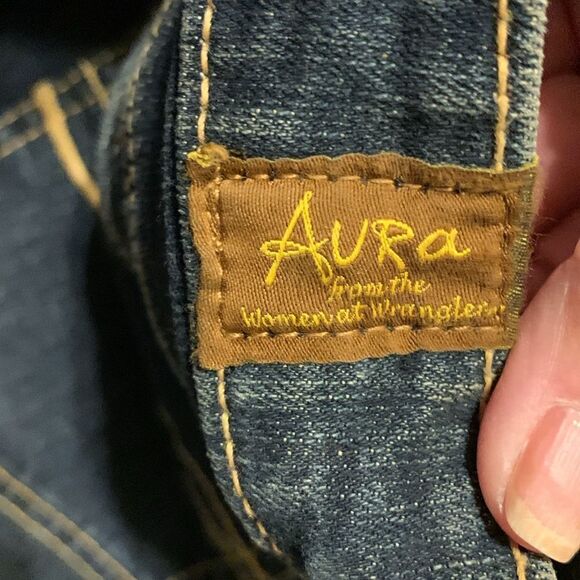 AURa
from the
Women at Wrangler